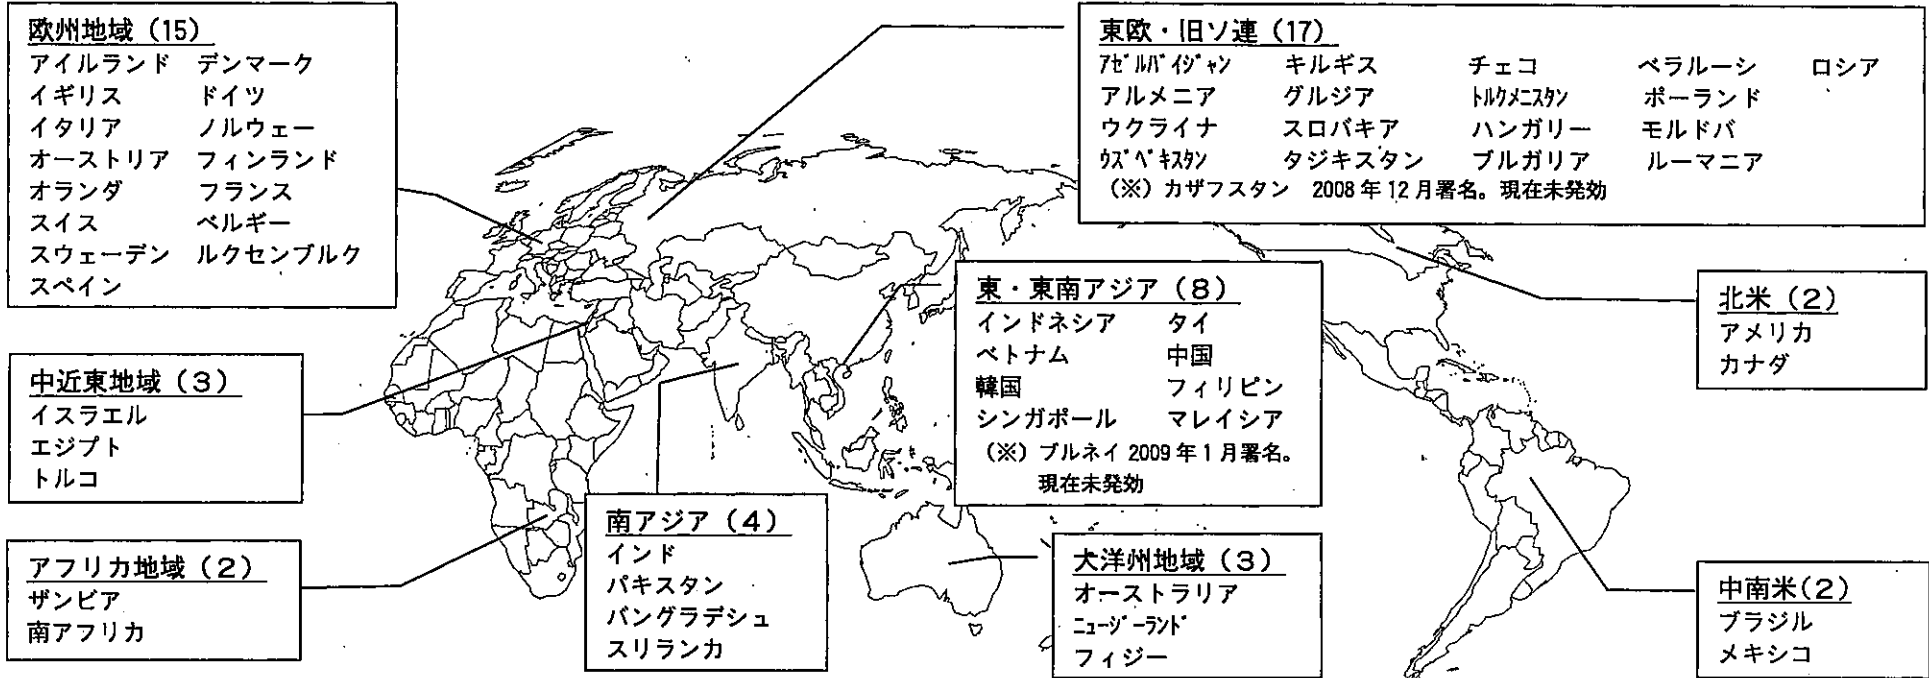 欧州地域（15）
アイルランド　デンマーク
イギリス　ドイツ
イタリア　ノルウェー
オーストリア　フィンランド
オランダ　フランス
スイス　ベルギー
スウェーデン　ルクセンブルク
スペイン
東欧・旧ソ連（17）
ｱｾﾞﾙﾊﾞｲｼﾞｬﾝ　キルギス　チェコ　ベラルーシ　ロシア
アルメニア　グルジア　ﾄﾙｸﾒﾆｽﾀﾝ　ポーランド
ウクライナ　スロバキア　ハンガリー　モルドバ
ｳｽﾞﾍﾞｷｽﾀﾝ　タジキスタン　ブルガリア　ルーマニア
（※）カザフスタン　2008年12月署名。現在未発効
東・東南アジア（8）
インドネシア　タイ
ベトナム　中国
韓国　フィリピン
シンガポール　マレイシア
（※）ブルネイ 2009年1月署名。
現在未発効
北米（2）
アメリカ
カナダ
中近東地域（3）
イスラエル
エジプト
トルコ
アフリカ地域（2）
ザンビア
南アフリカ
南アジア（4）
インド
パキスタン
バングラデシュ
スリランカ
大洋州地域（3）
オーストラリア
ﾆｭｰｼﾞｰﾗﾝﾄﾞ
フィジー
中南米（2）
ブラジル
メキシコ